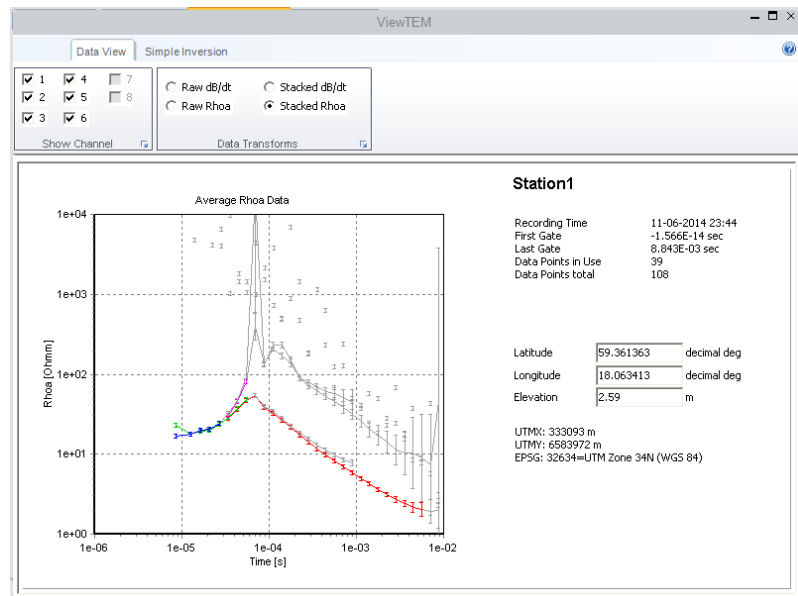 ViewTEM
Data View Simple Inversion
1 4 7
2 5 8
3 6
Show Channel
Raw dB/dt Stacked dB/dt
Raw Rhoa Stacked Rhoa
Data Transforms
Average Rhoa Data
1e+04
1e+03
1e+02
1e+01
1e+00
Rhoa [Ohmm]
1e-06 1e-05 1e-04 1e-03 1e-02
Time [s]
Station1
Recording Time 11-06-2014 23:44
First Gate -1.566E-14 sec
Last Gate 8.843E-03 sec
Data Points in Use 39
Data Points total 108
Latitude 59.361363 decimal deg
Longitude 18.063413 decimal deg
Elevation 2.59 m
UTMX: 333093 m
UTMY: 6583972 m
EPSG: 32634=UTM Zone 34N (WGS 84)